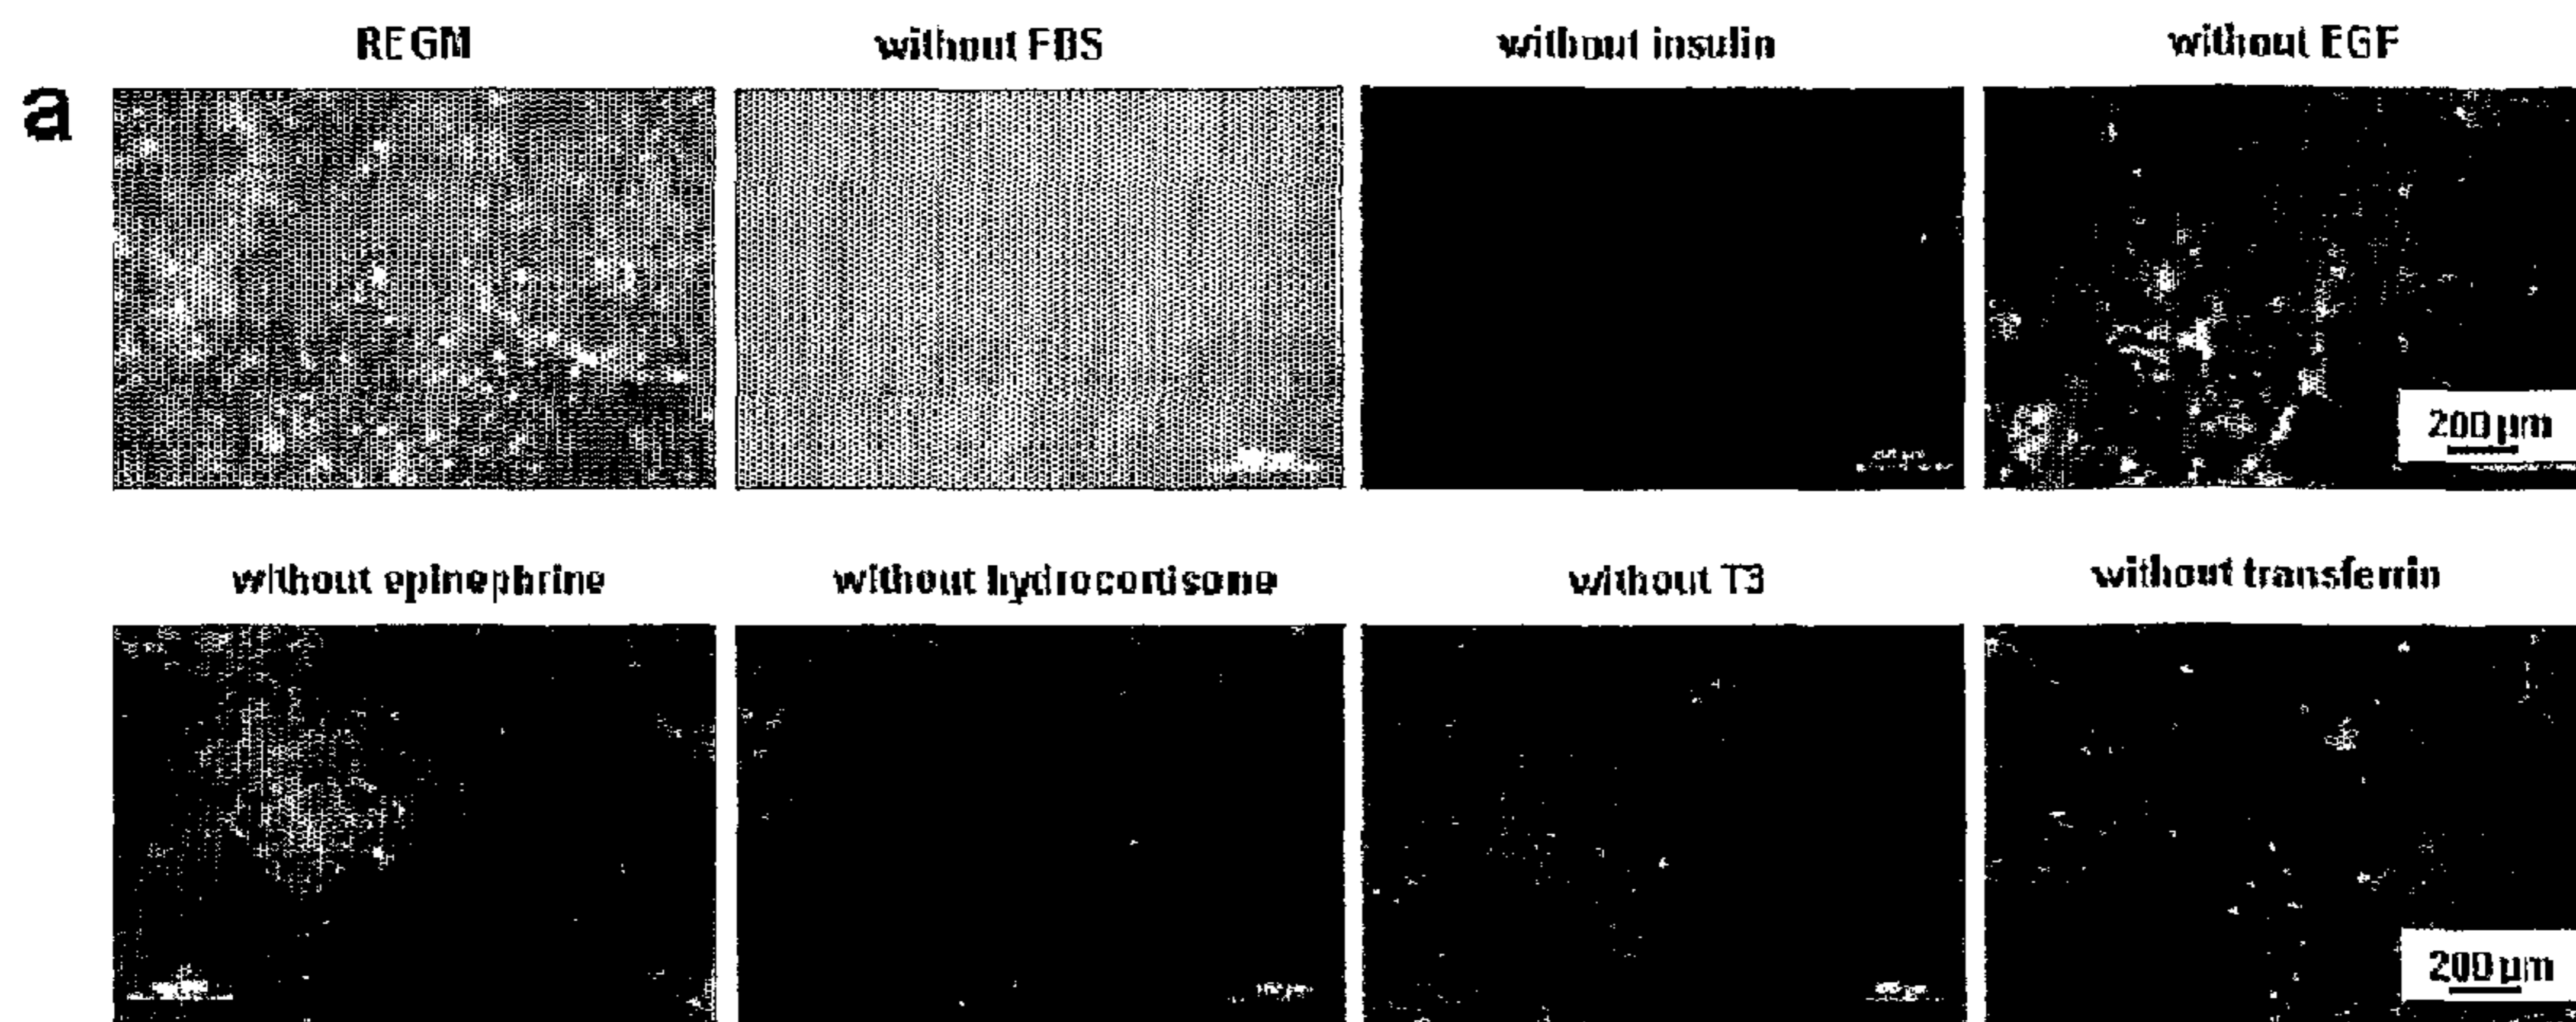 REGM
without FBS
without insulin
without EGF
a
200 µm
without epinephrine
without hydrocortisone
without T3
without transferrin
200 µm